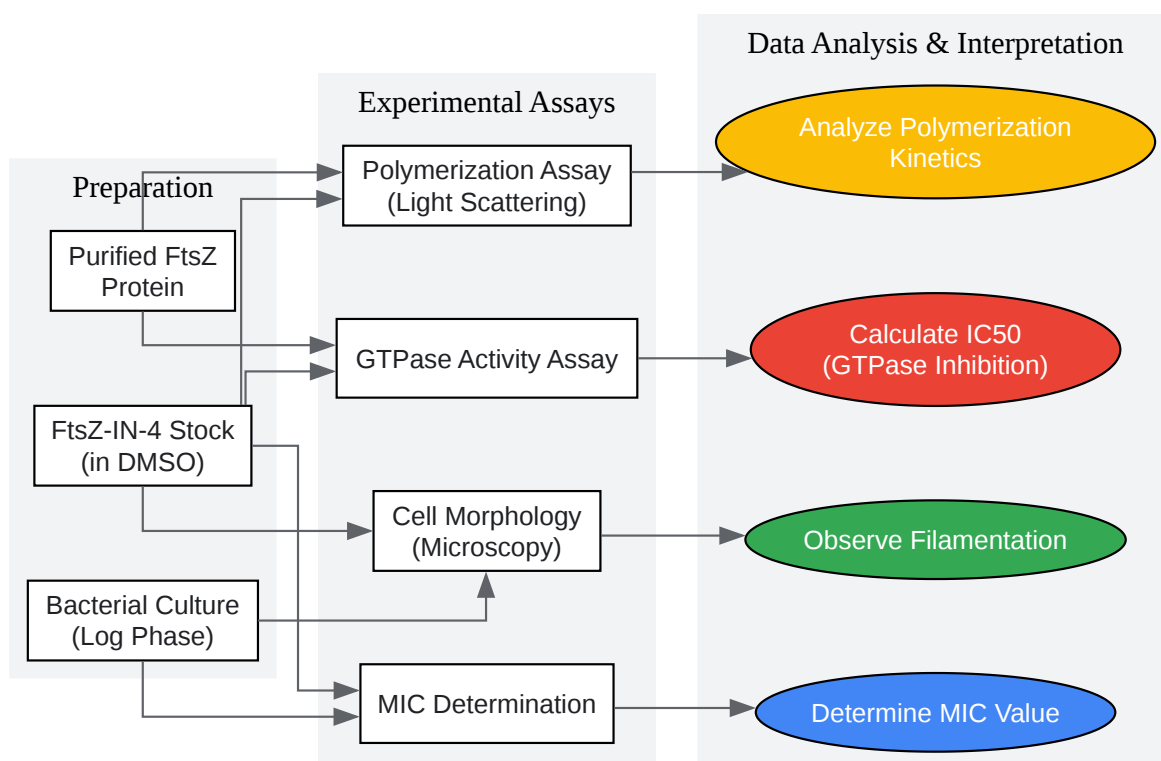 Preparation
Purified FtsZ
Protein
FtsZ-IN-4 Stock
(in DMSO)
Bacterial Culture
(Log Phase)
Experimental Assays
Polymerization Assay
(Light Scattering)
GTPase Activity Assay
Cell Morphology
(Microscopy)
MIC Determination
Data Analysis & Interpretation
Analyze Polymerization
Kinetics
Calculate IC50
(GTPase Inhibition)
Observe Filamentation
Determine MIC Value